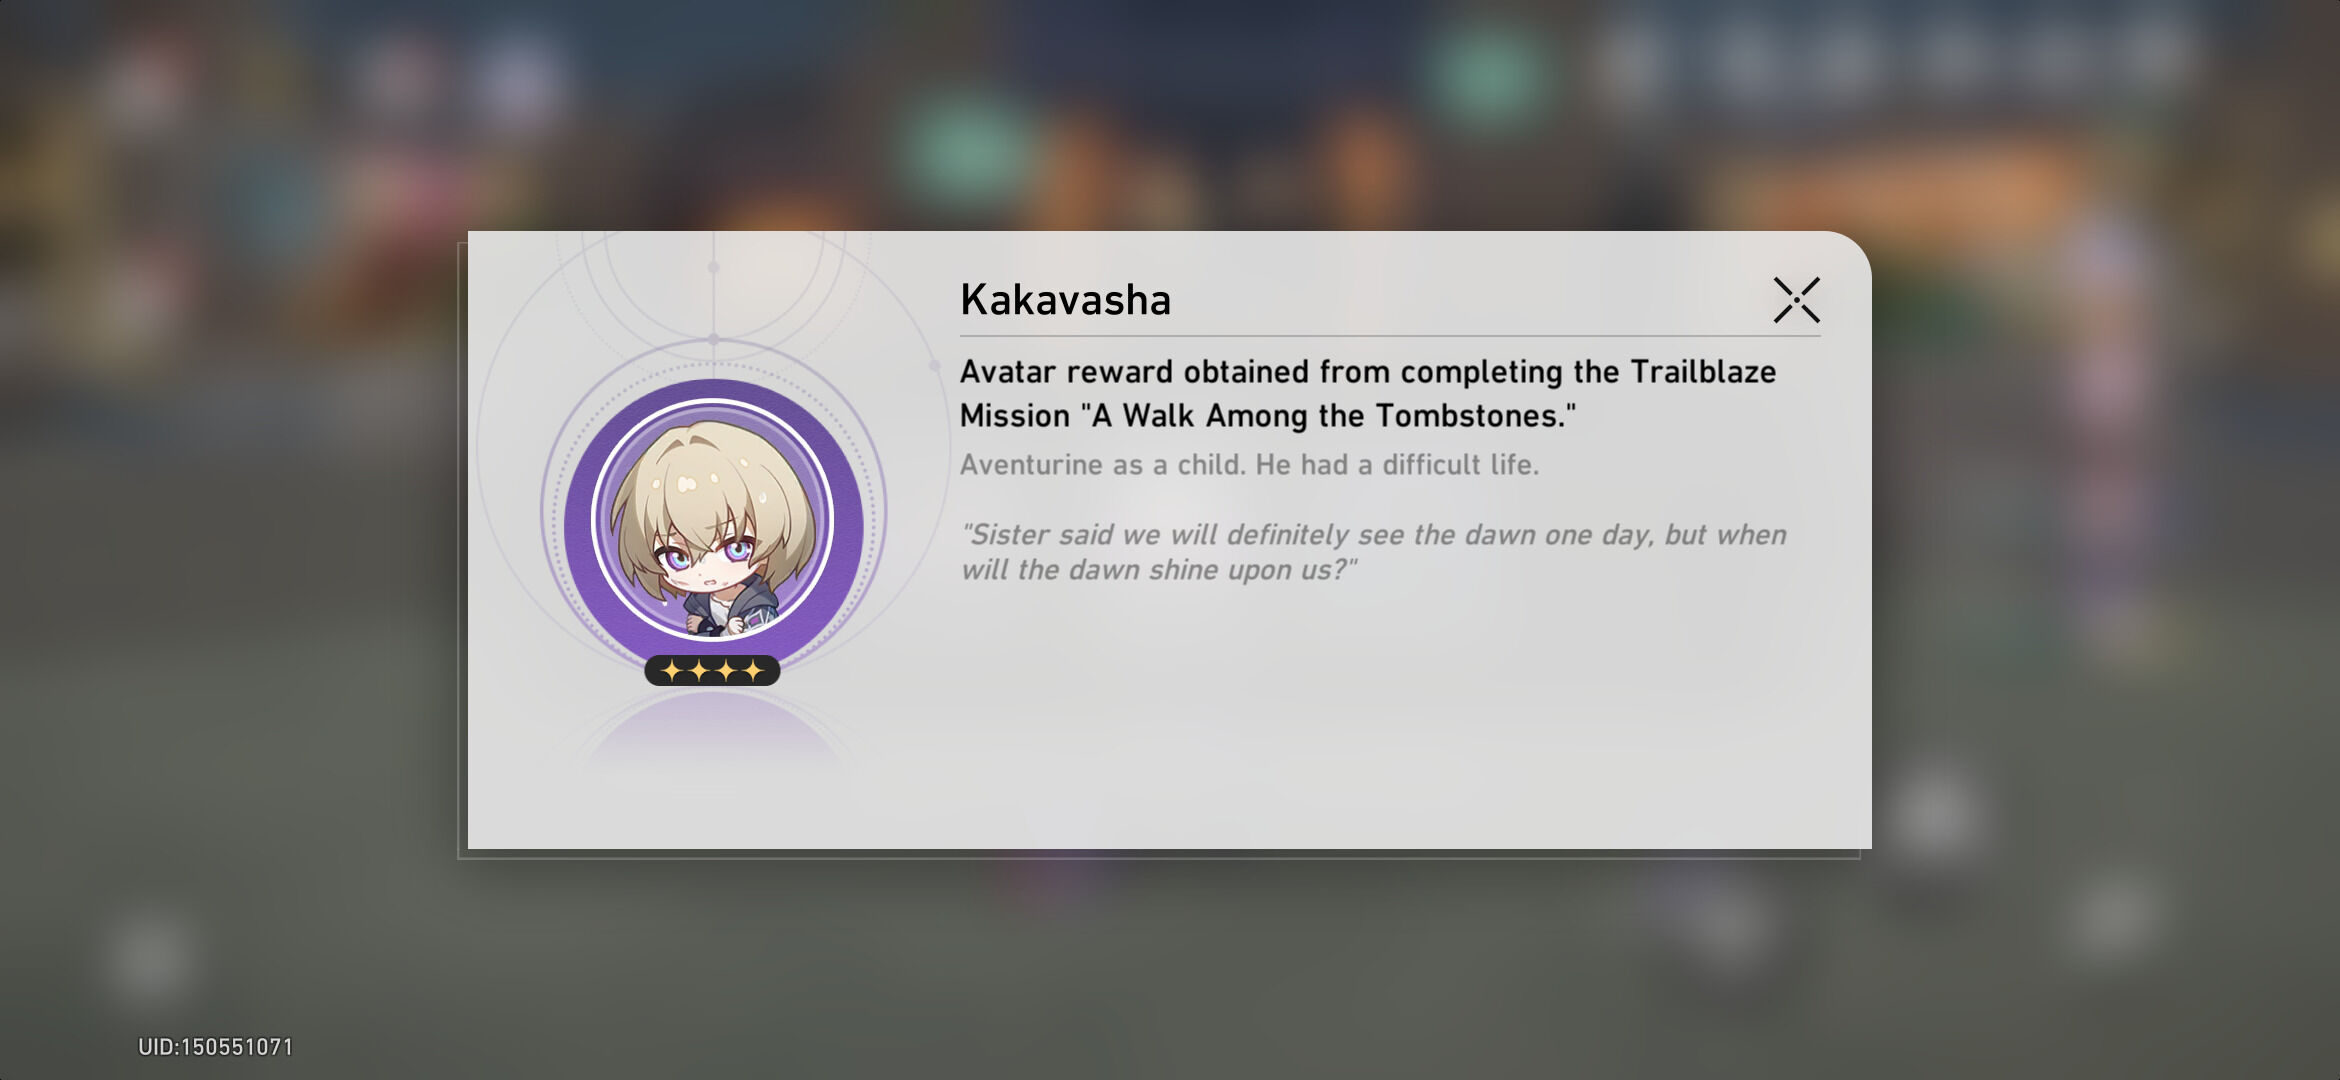 Kakavasha
Avatar reward obtained from completing the Trailblaze
Mission "A Walk Among the Tombstones."
Aventurine as a child. He had a difficult life.
"Sister said we will definitely see the dawn one day, but when
will the dawn shine upon us?"
UID:150551071